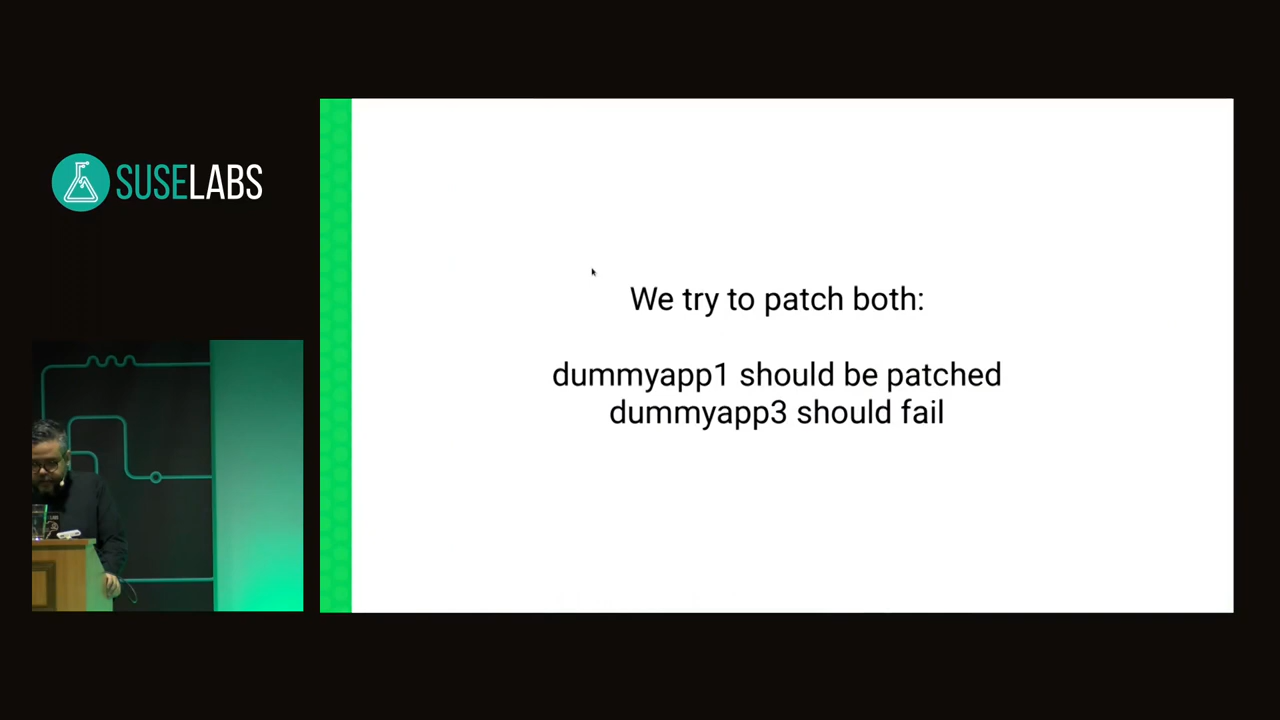 SUSELABS
We try to patch both:
dummyapp1 should be patched
dummyapp3 should fail